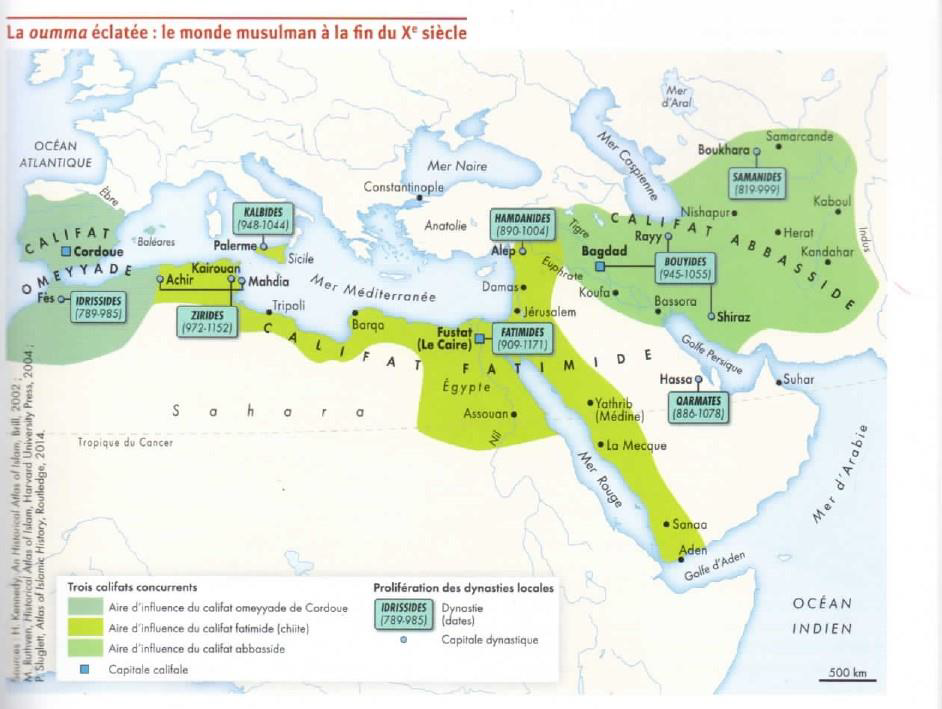 La oumma éclatée : le monde musulman à la fin du Xe siècle
OCÉAN
ATLANTIQUE
Èbre
CALIFAT
OMEYYADE
Cordoue
Baléares
Fès
IDRISSIDES
(789-985)
KALBIDES
(948-1044)
Palerme
Sicile
Kairouan
Achir
Mahdia
ZIRIDES
(972-1152)
Tripoli
Mer Méditerranée
Barqa
Constantinople
Mer Noire
Anatolie
Mer Caspienne
Mer
d'Aral
HAMDANIDES
(890-1004)
Alep
Tigre
Euphrate
Damas
Jérusalem
Fustat
(Le Caire)
FATIMIDES
(909-1171)
CALIFAT FATIMIDE
Égypte
Assouan
Nil
Sahara
Tropique du Cancer
CALIFAT ABBASSIDE
Bagdad
Koufa
Bassora
BOUYIDES
(945-1055)
Rayy
Shiraz
Nishapur
Boukhara
Samarcande
SAMANIDES
(819-999)
Kaboul
Herat
Kandahar
Indus
Golfe Persique
Hassa
QARMATES
(886-1078)
Suhar
Yathrib
(Médine)
La Mecque
Mer Rouge
Sanaa
Aden
Golfe d'Aden
Mer d'Arabie
OCÉAN
INDIEN
500 km
Trois califats concurrents
Aire d'influence du califat omeyyade de Cordoue
Aire d'influence du califat fatimide (chiite)
Aire d'influence du califat abbasside
Capitale califale
Prolifération des dynasties locales
IDRISSIDES
(789-985)
Dynastie
(dates)
Capitale dynastique
Sources : H. Kennedy, An Historical Atlas of Islam, Brill, 2002 ;
M. Ruthven, Historical Atlas of Islam, Harvard University Press, 2004 ;
P. Sluglett, Atlas of Islamic History, Routledge, 2014.